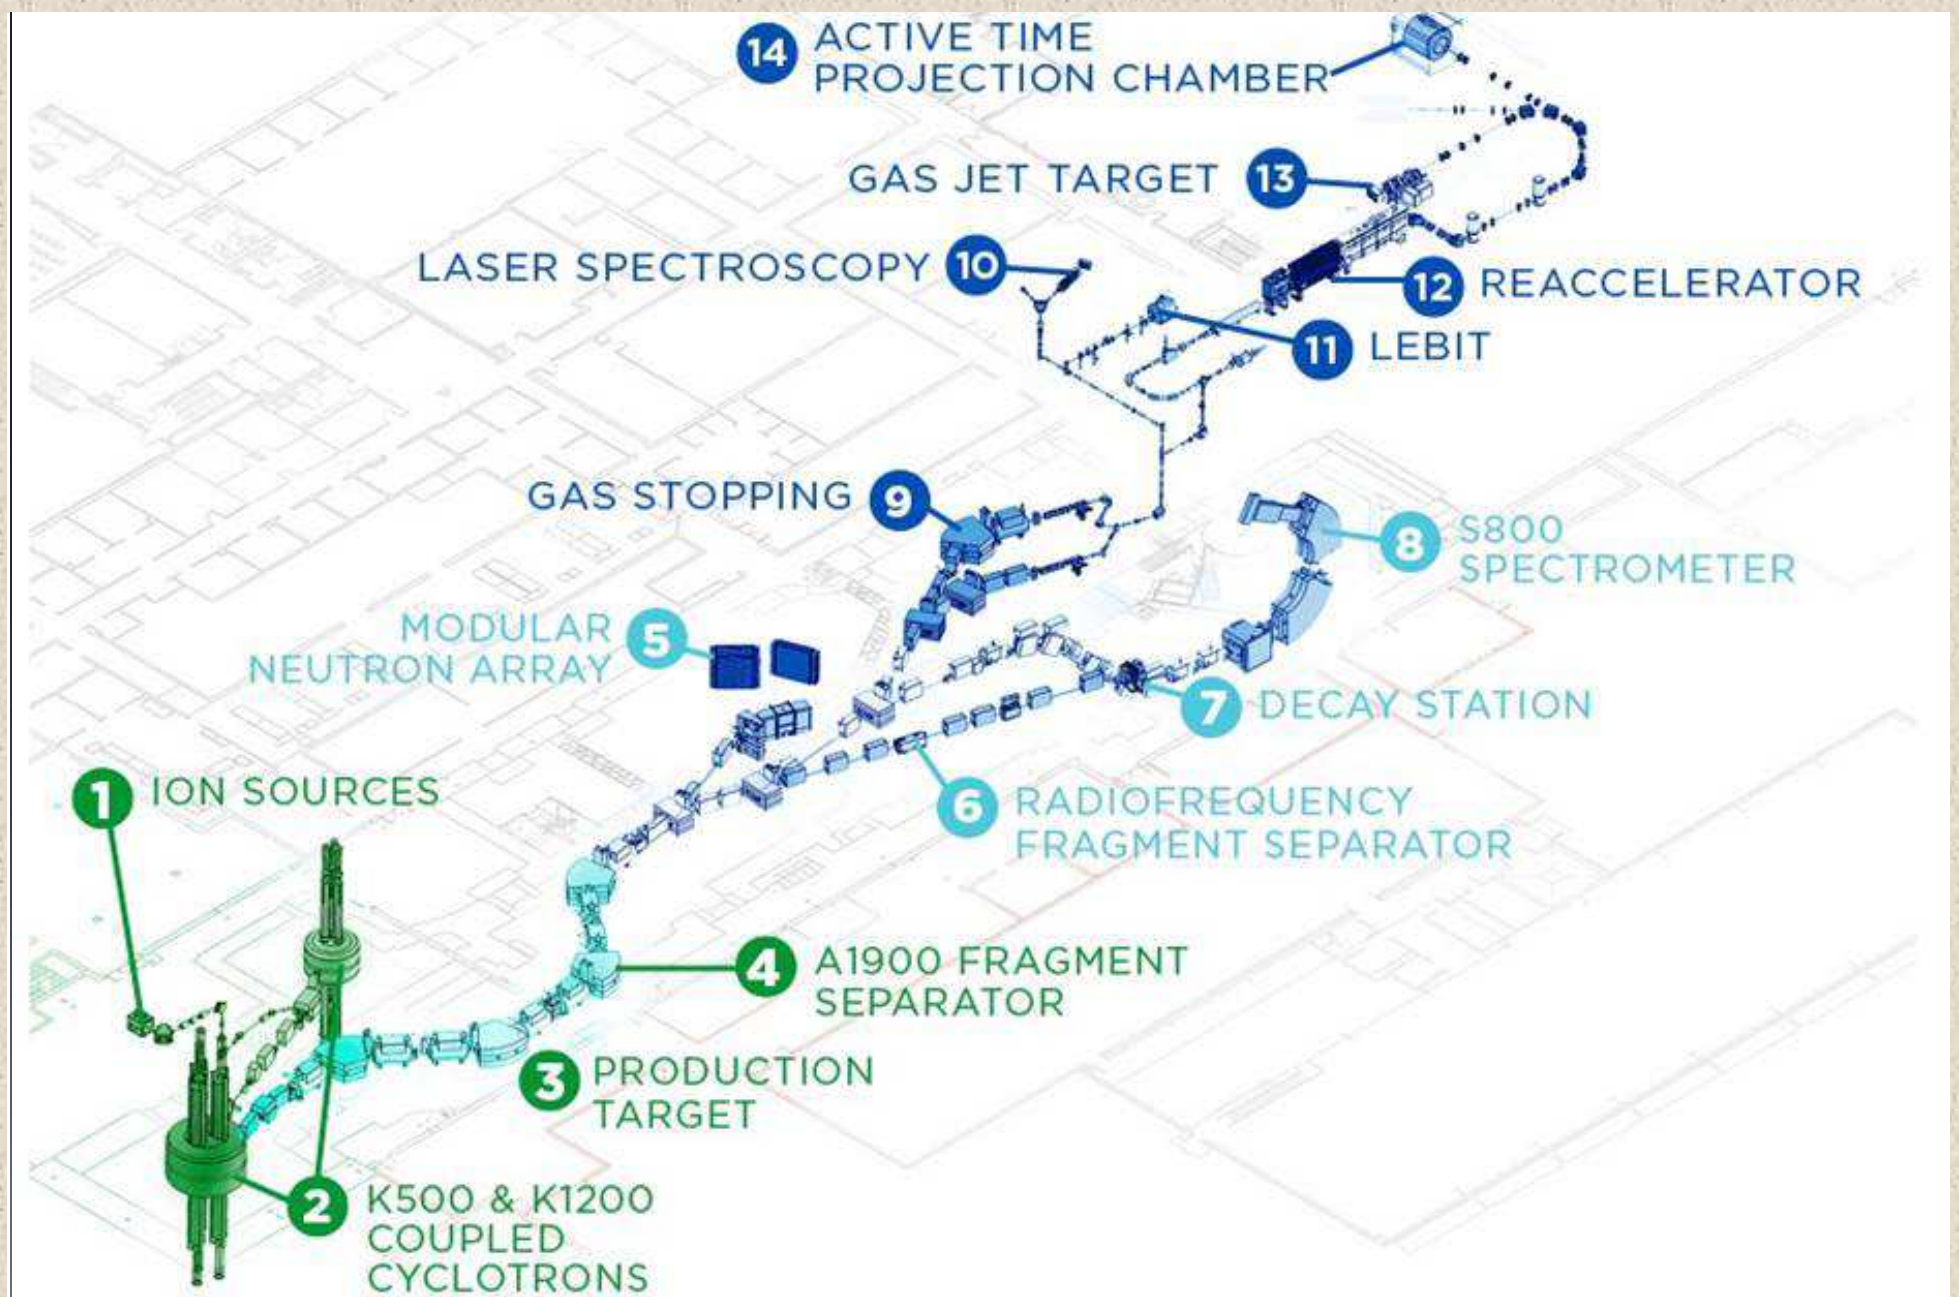 14 ACTIVE TIME
PROJECTION CHAMBER
GAS JET TARGET 13
LASER SPECTROSCOPY 10
12 REACCELERATOR
11 LEBIT
GAS STOPPING 9
8 S800
SPECTROMETER
MODULAR 5
NEUTRON ARRAY
7 DECAY STATION
1 ION SOURCES
6 RADIOFREQUENCY
FRAGMENT SEPARATOR
4 A1900 FRAGMENT
SEPARATOR
3 PRODUCTION
TARGET
2 K500 & K1200
COUPLED
CYCLOTRONS